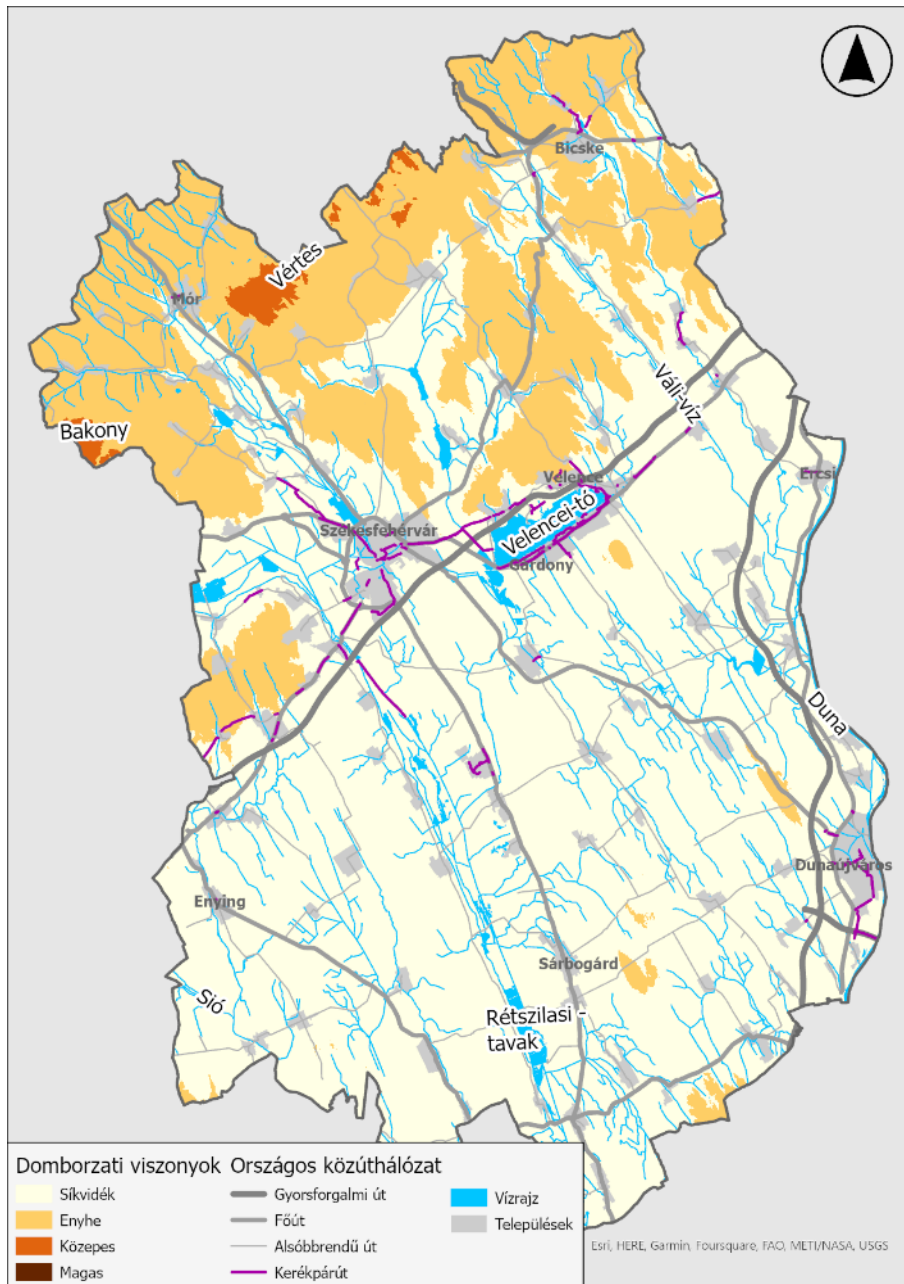 Bicske
Vértes
Mór
Váli-víz
Bakony
Velence
Ercsi
Székesfehérvár
Velencei-tó
Gárdony
Duna
Dunaújváros
Enying
Sárbogárd
Sió
Rétszilasi -
tavak
Domborzati viszonyok
Síkvidék
Enyhe
Közepes
Magas
Országos közúthálózat
Gyorsforgalmi út
Főút
Alsóbbrendű út
Kerékpárút
Vízrajz
Települések
Esri, HERE, Garmin, Foursquare, FAO, METI/NASA, USGS